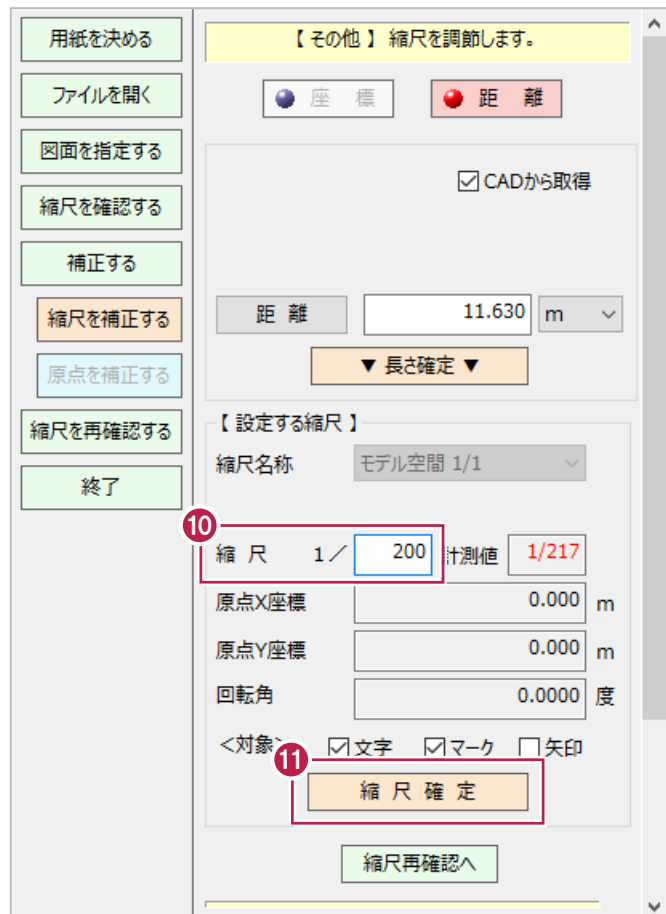 用紙を決める
ファイルを開く
図面を指定する
縮尺を確認する
補正する
縮尺を補正する
原点を補正する
縮尺を再確認する
終了
【 その他 】 縮尺を調節します。
座 標 距 離
CADから取得
距 離 11.630 m
▼ 長さ確定 ▼
【 設定する縮尺 】
縮尺名称 モデル空間 1/1
10
縮 尺 1／ 200 計測値 1/217
原点X座標 0.000 m
原点Y座標 0.000 m
回転角 0.0000 度
<対象> 文字 マーク 矢印
11
縮 尺 確 定
縮尺再確認へ